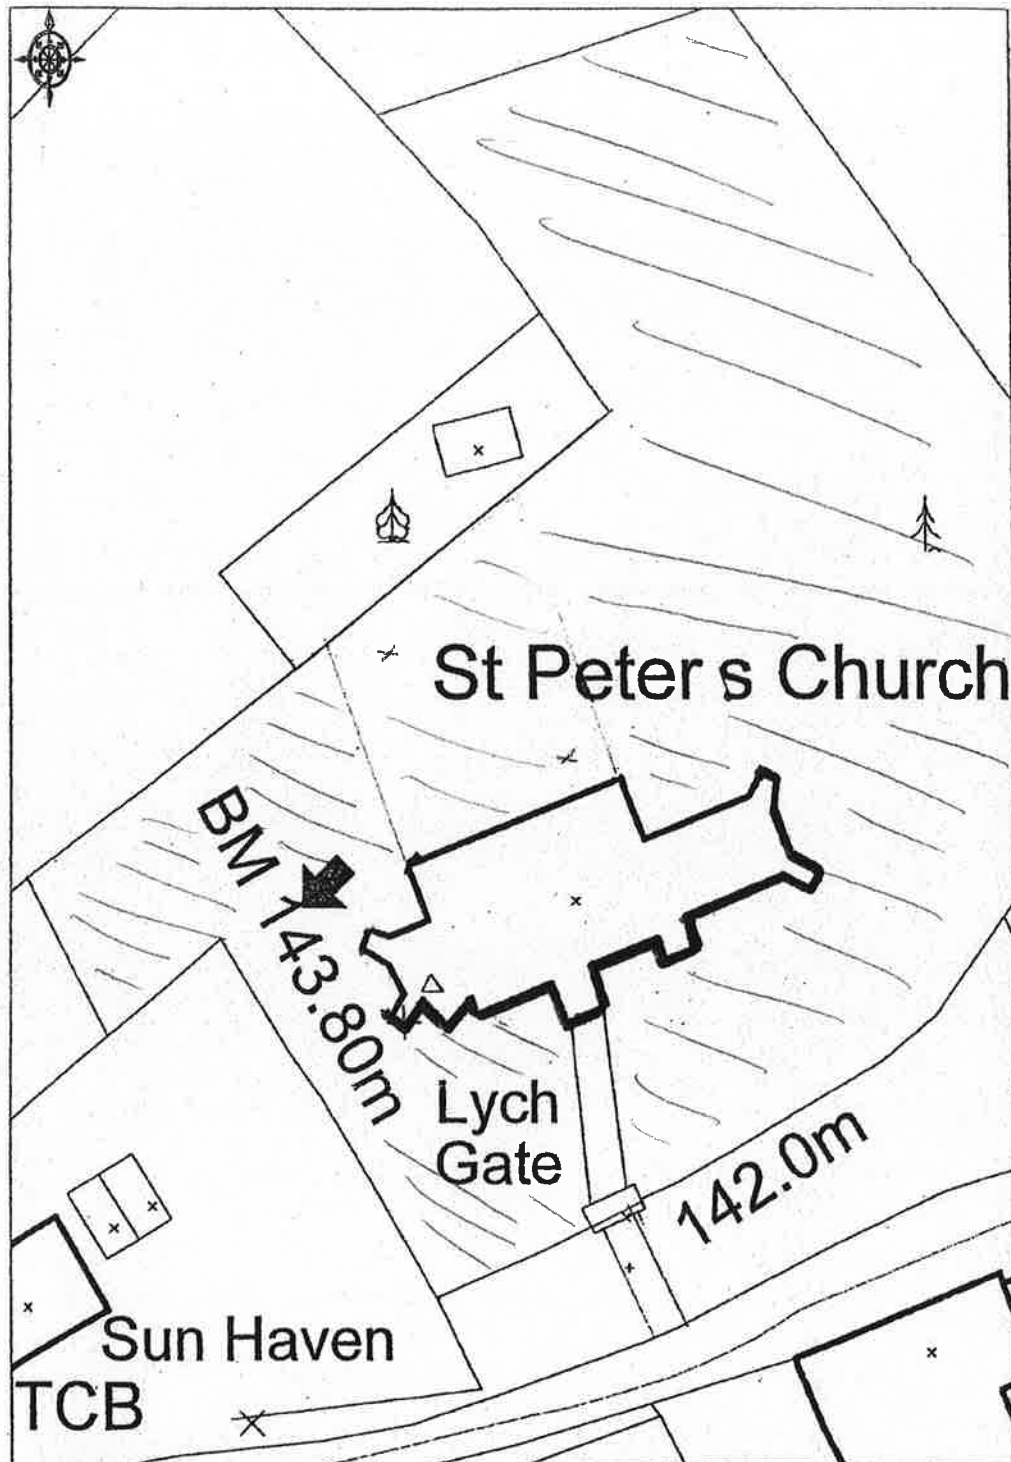 St Peter s Church
BM 143.80m
Lych
Gate
142.0m
Sun Haven
TCB